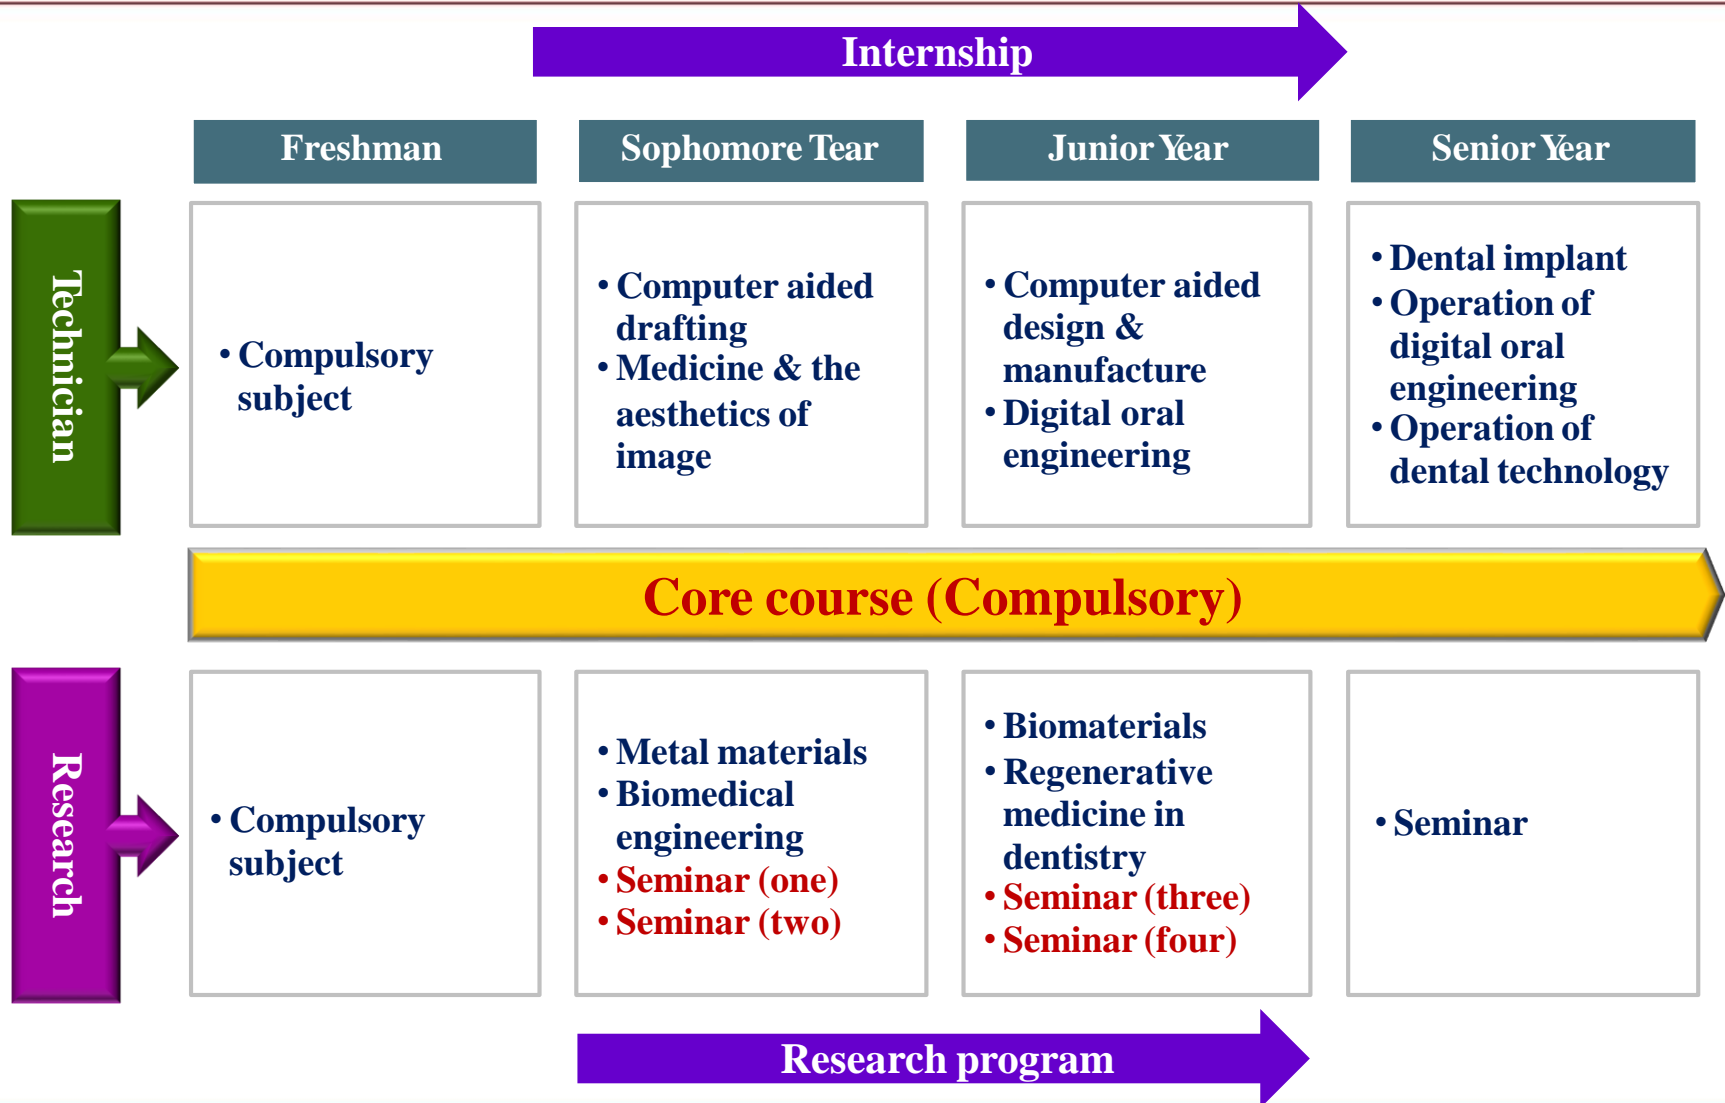 Internship
Freshman
Sophomore Tear
Junior Year
Senior Year
Technician
• Compulsory
subject
• Computer aided
drafting
• Medicine & the
aesthetics of
image
• Computer aided
design &
manufacture
• Digital oral
engineering
• Dental implant
• Operation of
digital oral
engineering
• Operation of
dental technology
Core course (Compulsory)
Research
• Compulsory
subject
• Metal materials
• Biomedical
engineering
• Seminar (one)
• Seminar (two)
• Biomaterials
• Regenerative
medicine in
dentistry
• Seminar (three)
• Seminar (four)
• Seminar
Research program